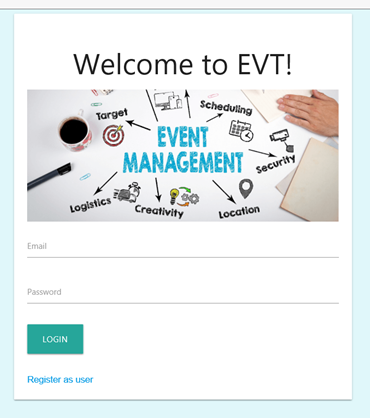 Welcome to EVT!
Target
Scheduling
EVENT
MANAGEMENT
Security
Logistics
Creativity
Location
Email
Password
LOGIN
Register as user